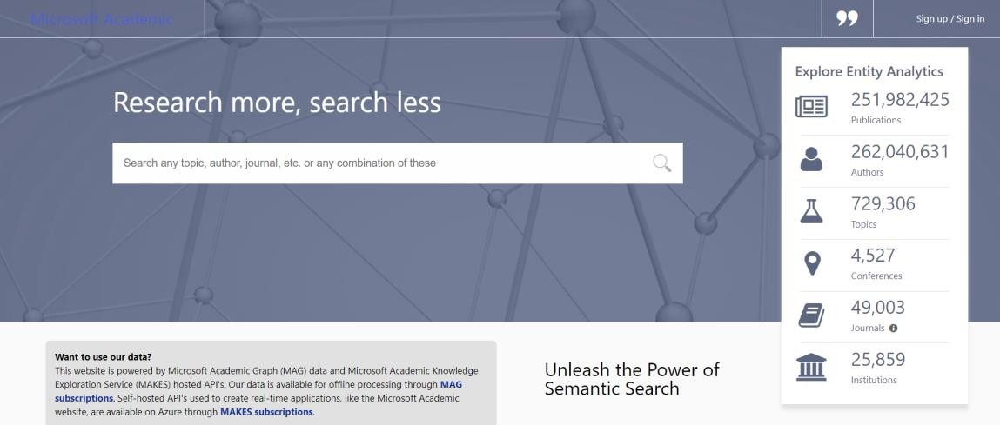 Microsoft Academic
Sign up / Sign in
Research more, search less
Search any topic, author, journal, etc. or any combination of these
Explore Entity Analytics
251,982,425
Publications
262,040,631
Authors
729,306
Topics
4,527
Conferences
49,003
Journals
25,859
Institutions
Want to use our data?
This website is powered by Microsoft Academic Graph (MAG) data and Microsoft Academic Knowledge
Exploration Service (MAKES) hosted API's. Our data is available for offline processing through MAG
subscriptions. Self-hosted API's used to create real-time applications, like the Microsoft Academic
website, are available on Azure through MAKES subscriptions.
Unleash the Power of
Semantic Search